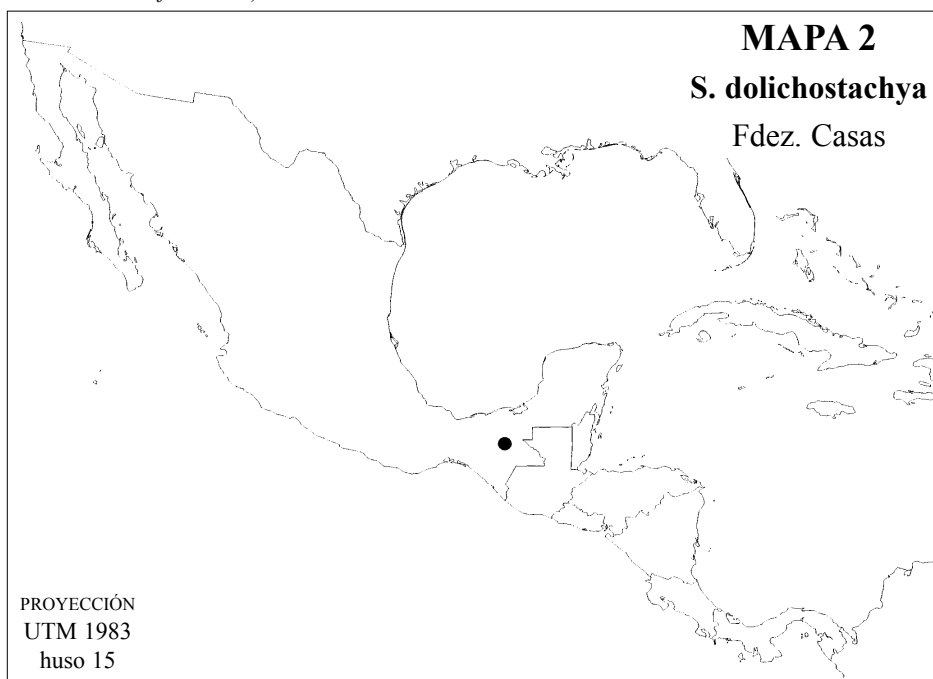 MAPA 2
S. dolichostachya
Fdez. Casas
PROYECCIÓN
UTM 1983
huso 15